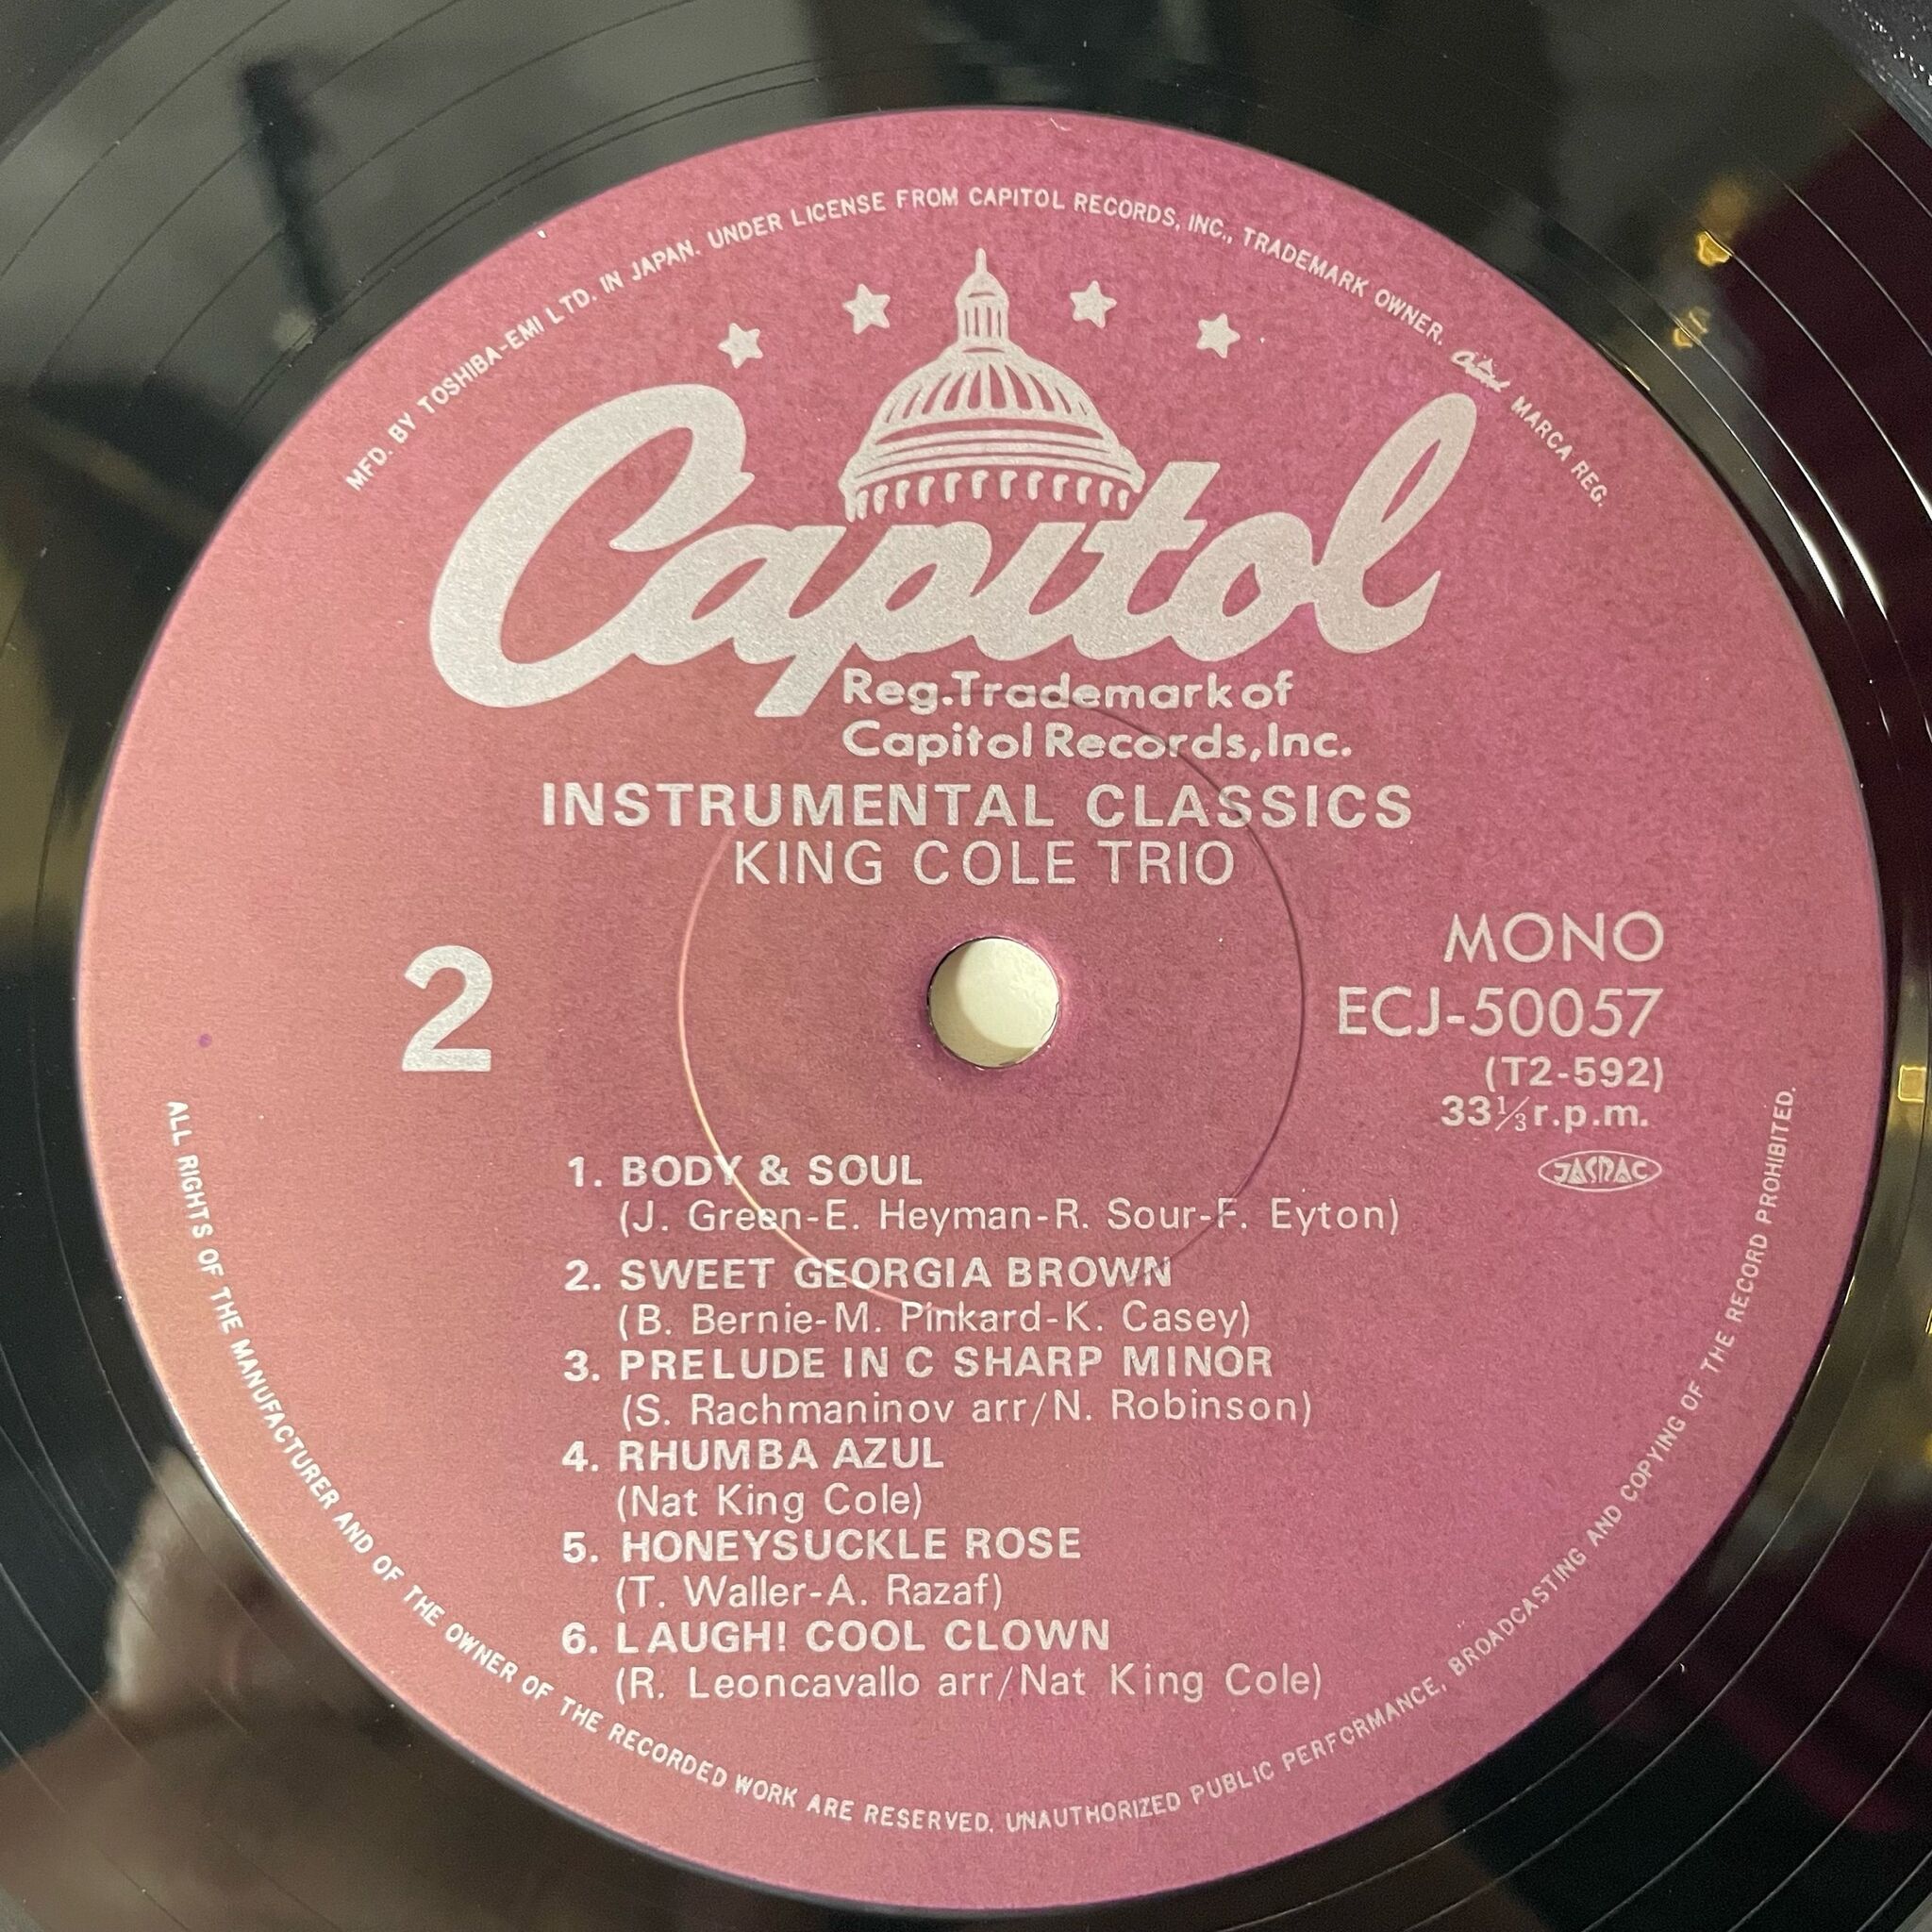 MFD. BY TOSHIBA-EMI LTD. IN JAPAN. UNDER LICENSE FROM CAPITOL RECORDS, INC., TRADEMARK OWNER. Capitol MARCA REG.
Capitol
Reg.Trademark of
Capitol Records,Inc.
INSTRUMENTAL CLASSICS
KING COLE TRIO
2
MONO
ECJ-50057
(T2-592)
33⅓r.p.m.
JASRAC
1. BODY & SOUL
(J. Green-E. Heyman-R. Sour-F. Eyton)
2. SWEET GEORGIA BROWN
(B. Bernie-M. Pinkard-K. Casey)
3. PRELUDE IN C SHARP MINOR
(S. Rachmaninov arr/N. Robinson)
4. RHUMBA AZUL
(Nat King Cole)
5. HONEYSUCKLE ROSE
(T. Waller-A. Razaf)
6. LAUGH! COOL CLOWN
(R. Leoncavallo arr/Nat King Cole)
ALL RIGHTS OF THE MANUFACTURER AND OF THE OWNER OF THE RECORDED WORK ARE RESERVED. UNAUTHORIZED PUBLIC PERFORMANCE, BROADCASTING AND COPYING OF THE RECORD PROHIBITED.